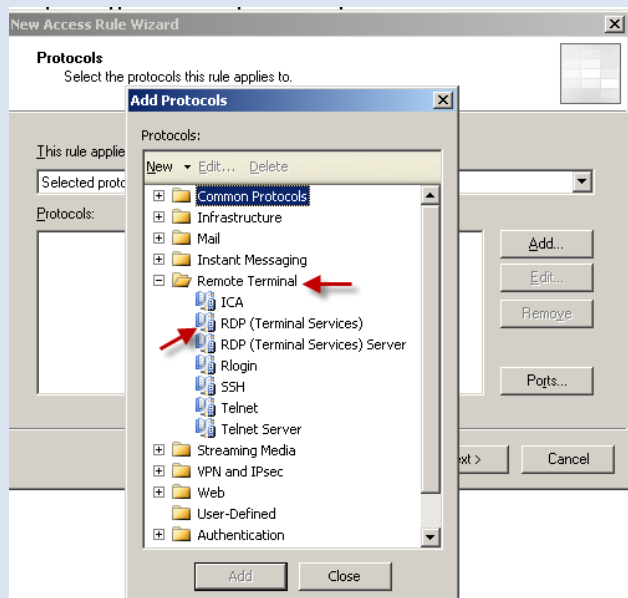 New Access Rule Wizard
Protocols
Select the protocols this rule applies to.
Add Protocols
Protocols:
This rule applie
New Edit... Delete
Selected proto
Common Protocols
Protocols:
Infrastructure
Mail
Add...
Instant Messaging
Edit...
Remote Terminal
ICA
Remove
RDP (Terminal Services)
RDP (Terminal Services) Server
Rlogin
SSH
Ports...
Telnet
Telnet Server
Streaming Media
ext >
Cancel
VPN and IPsec
Web
User-Defined
Authentication
Add
Close